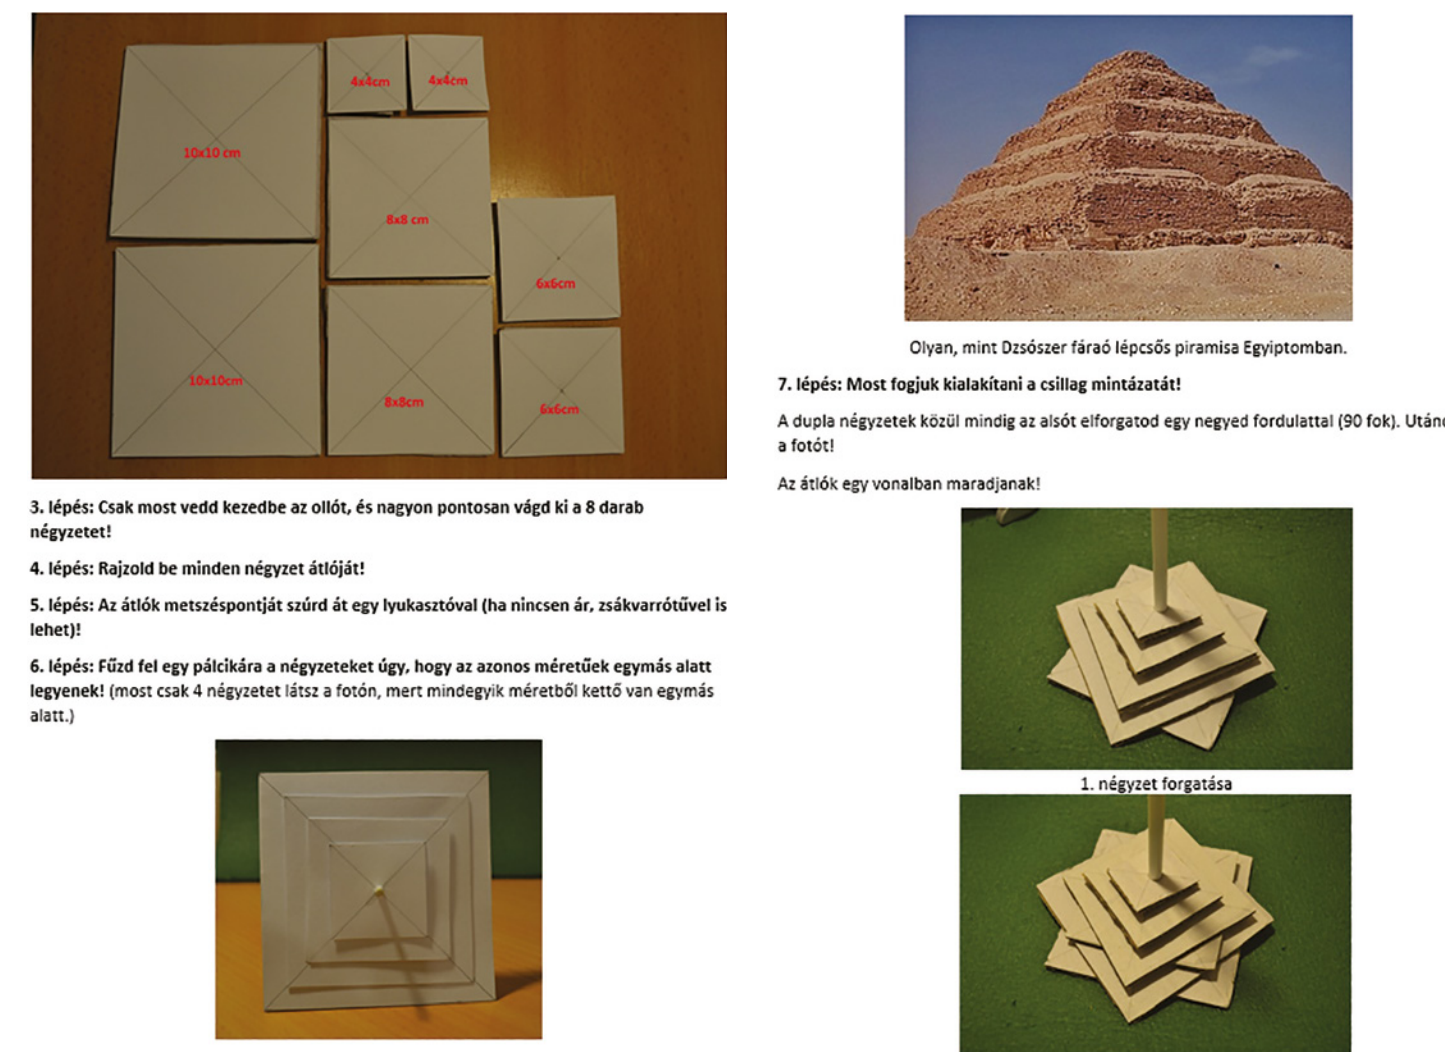 10x10 cm
4x4cm
4x4cm
8x8 cm
6x6cm
10x10cm
8x8cm
6x6cm
3. lépés: Csak most vedd kezedbe az ollót, és nagyon pontosan vágd ki a 8 darab
négyzetet!
4. lépés: Rajzold be minden négyzet átlóját!
5. lépés: Az átlók metszéspontját szúrd át egy lyukasztóval (ha nincsen ár, zsákvarrótűvel is
lehet)!
6. lépés: Fűzd fel egy pálcikára a négyzeteket úgy, hogy az azonos méretűek egymás alatt
legyenek! (most csak 4 négyzetet látsz a fotón, mert mindegyik méretből kettő van egymás
alatt.)
Olyan, mint Dzsószer fáraó lépcsős piramisa Egyiptomban.
7. lépés: Most fogjuk kialakítani a csillag mintázatát!
A dupla négyzetek közül mindig az alsót elforgatod egy negyed fordulattal (90 fok).
a fotót!
Az átlók egy vonalban maradjanak!
1. négyzet forgatása